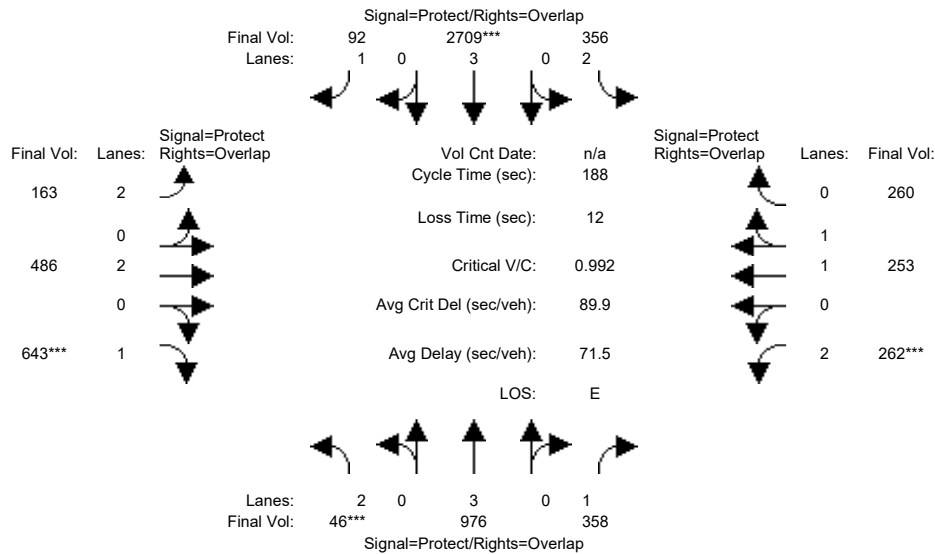 Signal=Protect/Rights=Overlap
Final Vol: 92 2709*** 356
Lanes: 1 0 3 0 2
Signal=Protect
Final Vol: Lanes: Rights=Overlap
Vol Cnt Date: n/a
Signal=Protect
Rights=Overlap Lanes: Final Vol:
Cycle Time (sec): 188
163 2
0 260
Loss Time (sec): 12
0
1
486 2
Critical V/C: 0.992
1 253
0
Avg Crit Del (sec/veh): 89.9
0
643*** 1
Avg Delay (sec/veh): 71.5
2 262***
LOS: E
Lanes: 2 0 3 0 1
Final Vol: 46*** 976 358
Signal=Protect/Rights=Overlap